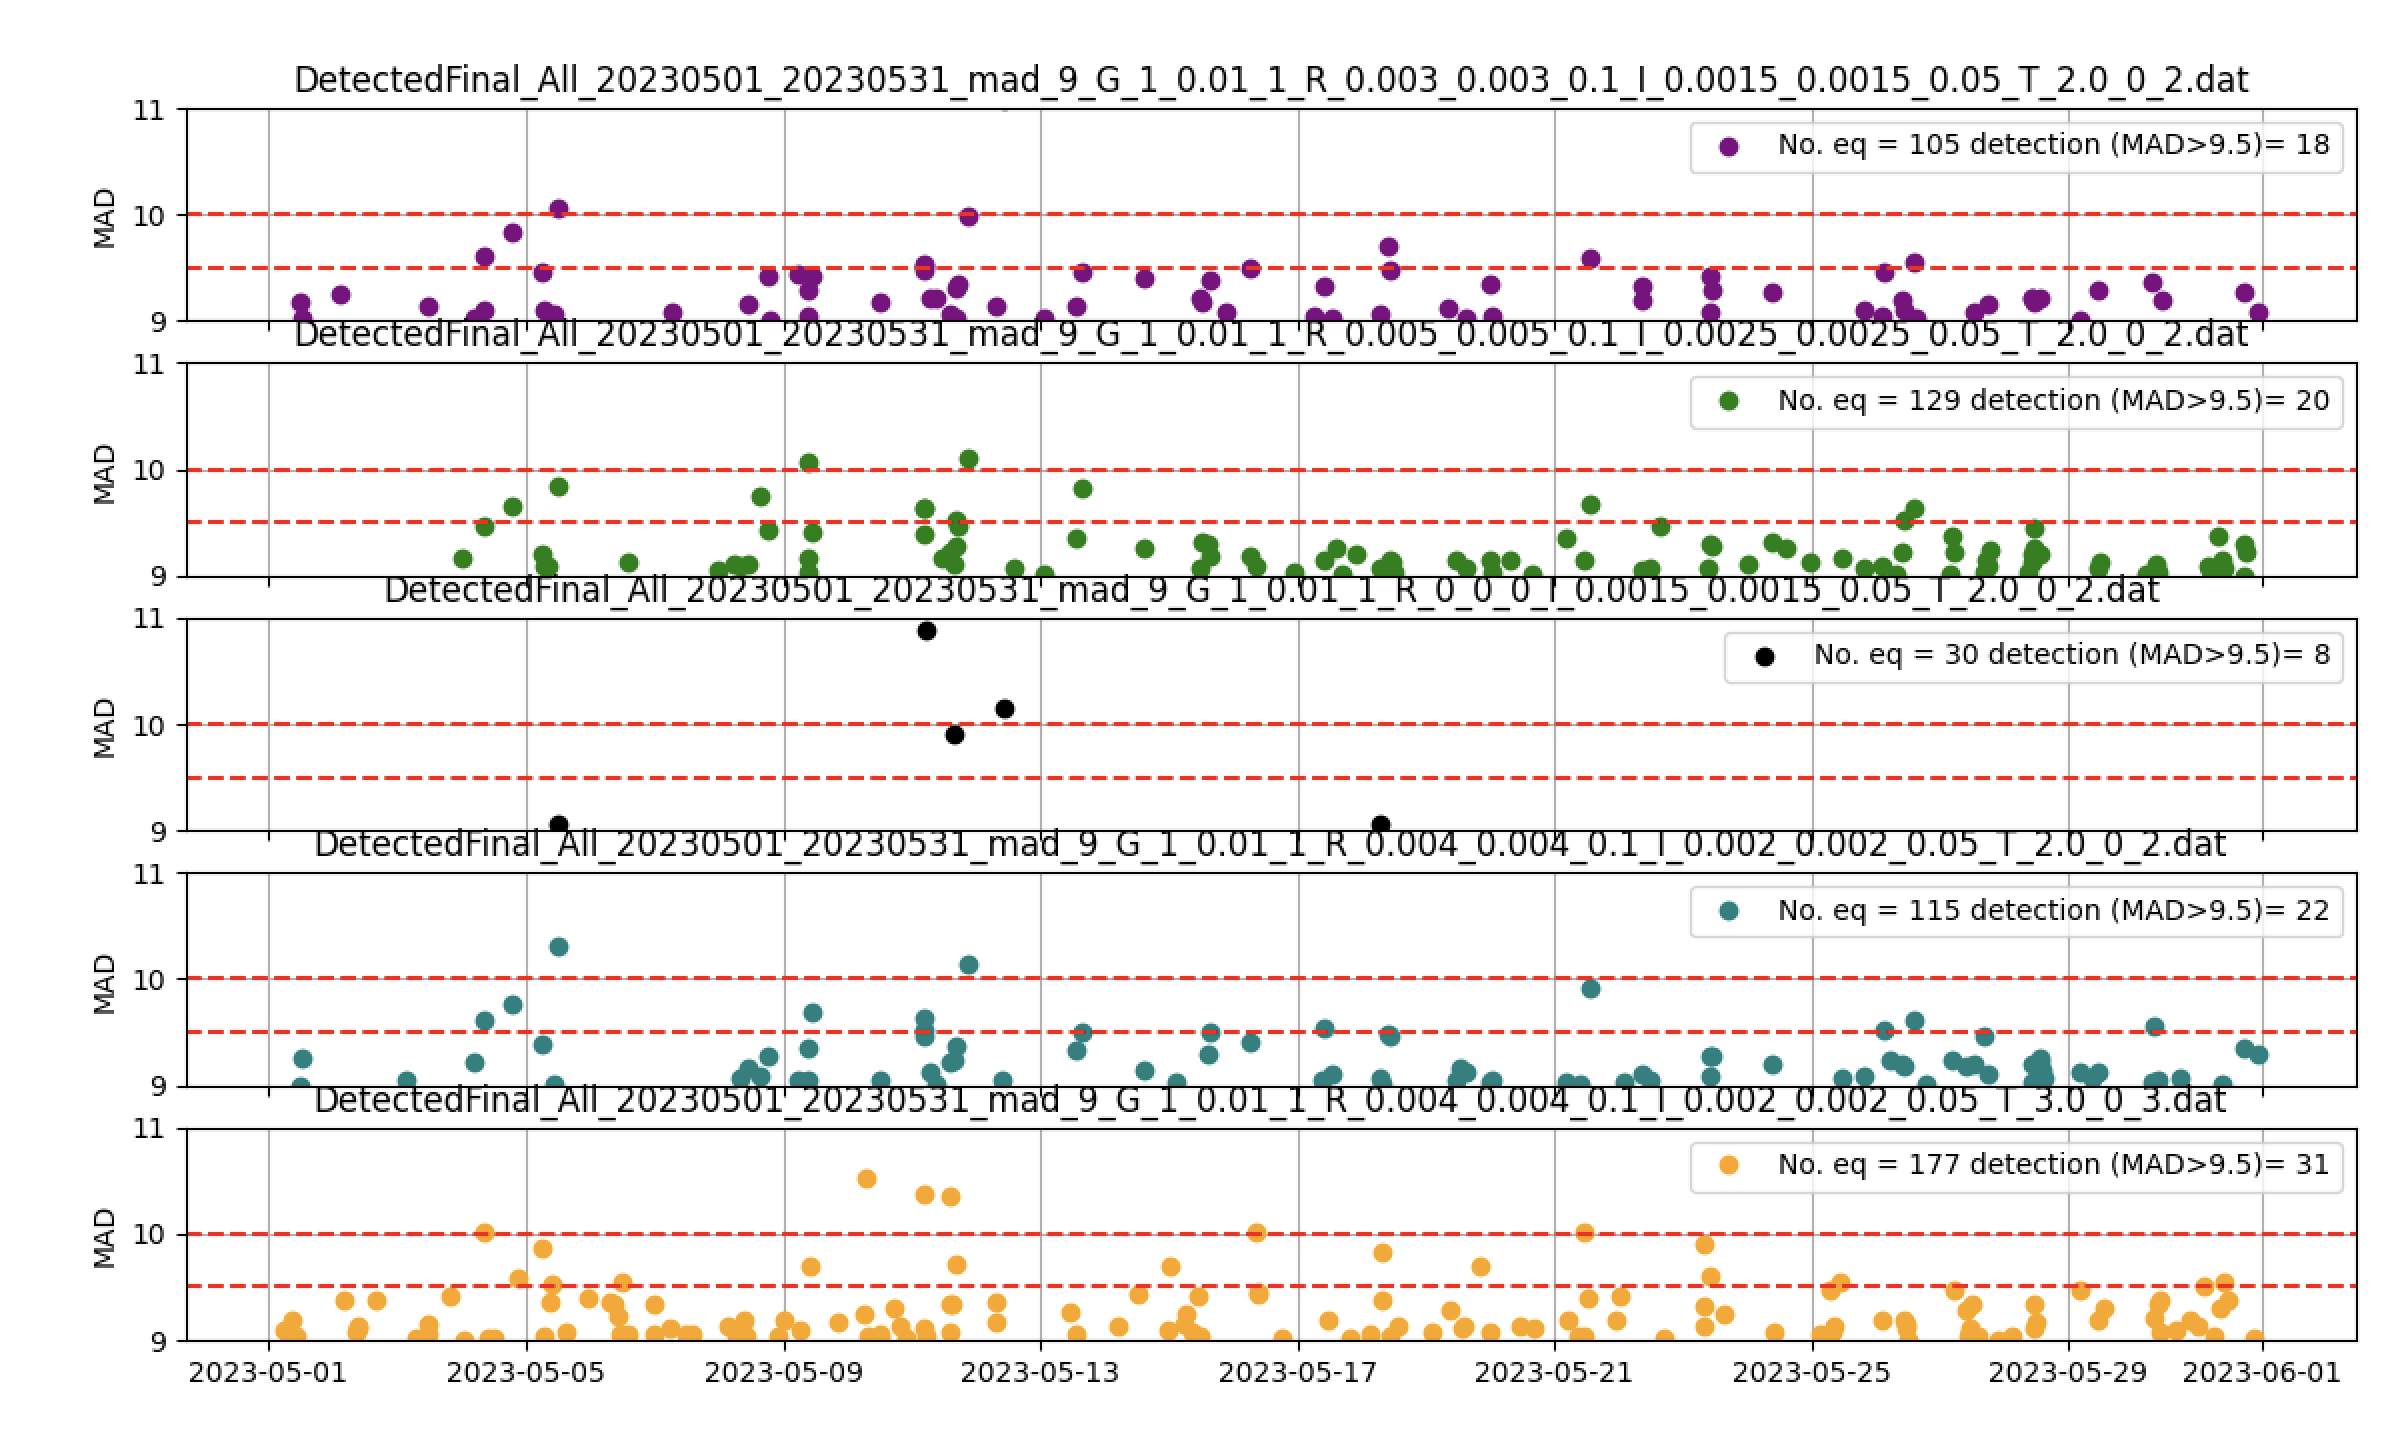 DetectedFinal_All_20230501_20230531_mad_9_G_1_0.01_1_R_0.003_0.003_0.1_I_0.0015_0.0015_0.05_T_2.0_0_2.dat
11
No. eq = 105 detection (MAD>9.5)= 18
MAD
10
9
DetectedFinal_All_20230501_20230531_mad_9_G_1_0.01_1_R_0.005_0.005_0.1_I_0.0025_0.0025_0.05_T_2.0_0_2.dat
11
No. eq = 129 detection (MAD>9.5)= 20
MAD
10
9
DetectedFinal_All_20230501_20230531_mad_9_G_1_0.01_1_R_0_0_0_I_0.0015_0.0015_0.05_T_2.0_0_2.dat
11
No. eq = 30 detection (MAD>9.5)= 8
MAD
10
9
DetectedFinal_All_20230501_20230531_mad_9_G_1_0.01_1_R_0.004_0.004_0.1_I_0.002_0.002_0.05_T_2.0_0_2.dat
11
No. eq = 115 detection (MAD>9.5)= 22
MAD
10
9
DetectedFinal_All_20230501_20230531_mad_9_G_1_0.01_1_R_0.004_0.004_0.1_I_0.002_0.002_0.05_T_3.0_0_3.dat
11
No. eq = 177 detection (MAD>9.5)= 31
MAD
10
9
2023-05-01 2023-05-05 2023-05-09 2023-05-13 2023-05-17 2023-05-21 2023-05-25 2023-05-29 2023-06-01